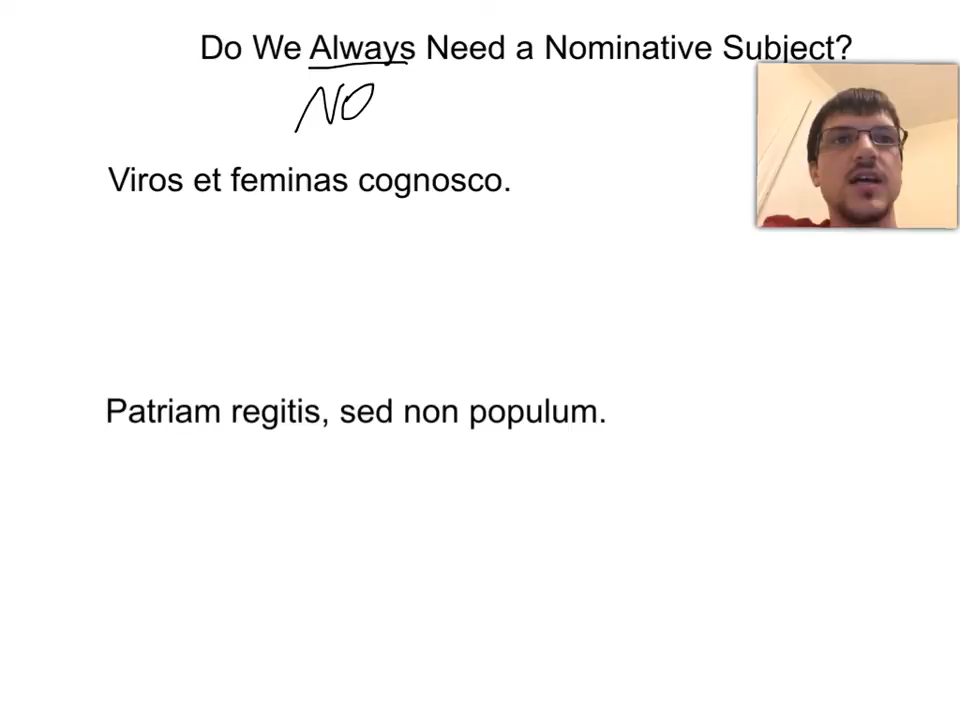 Do We Always Need a Nominative Subject?
NO
Viros et feminas cognosco.
Patriam regitis, sed non populum.